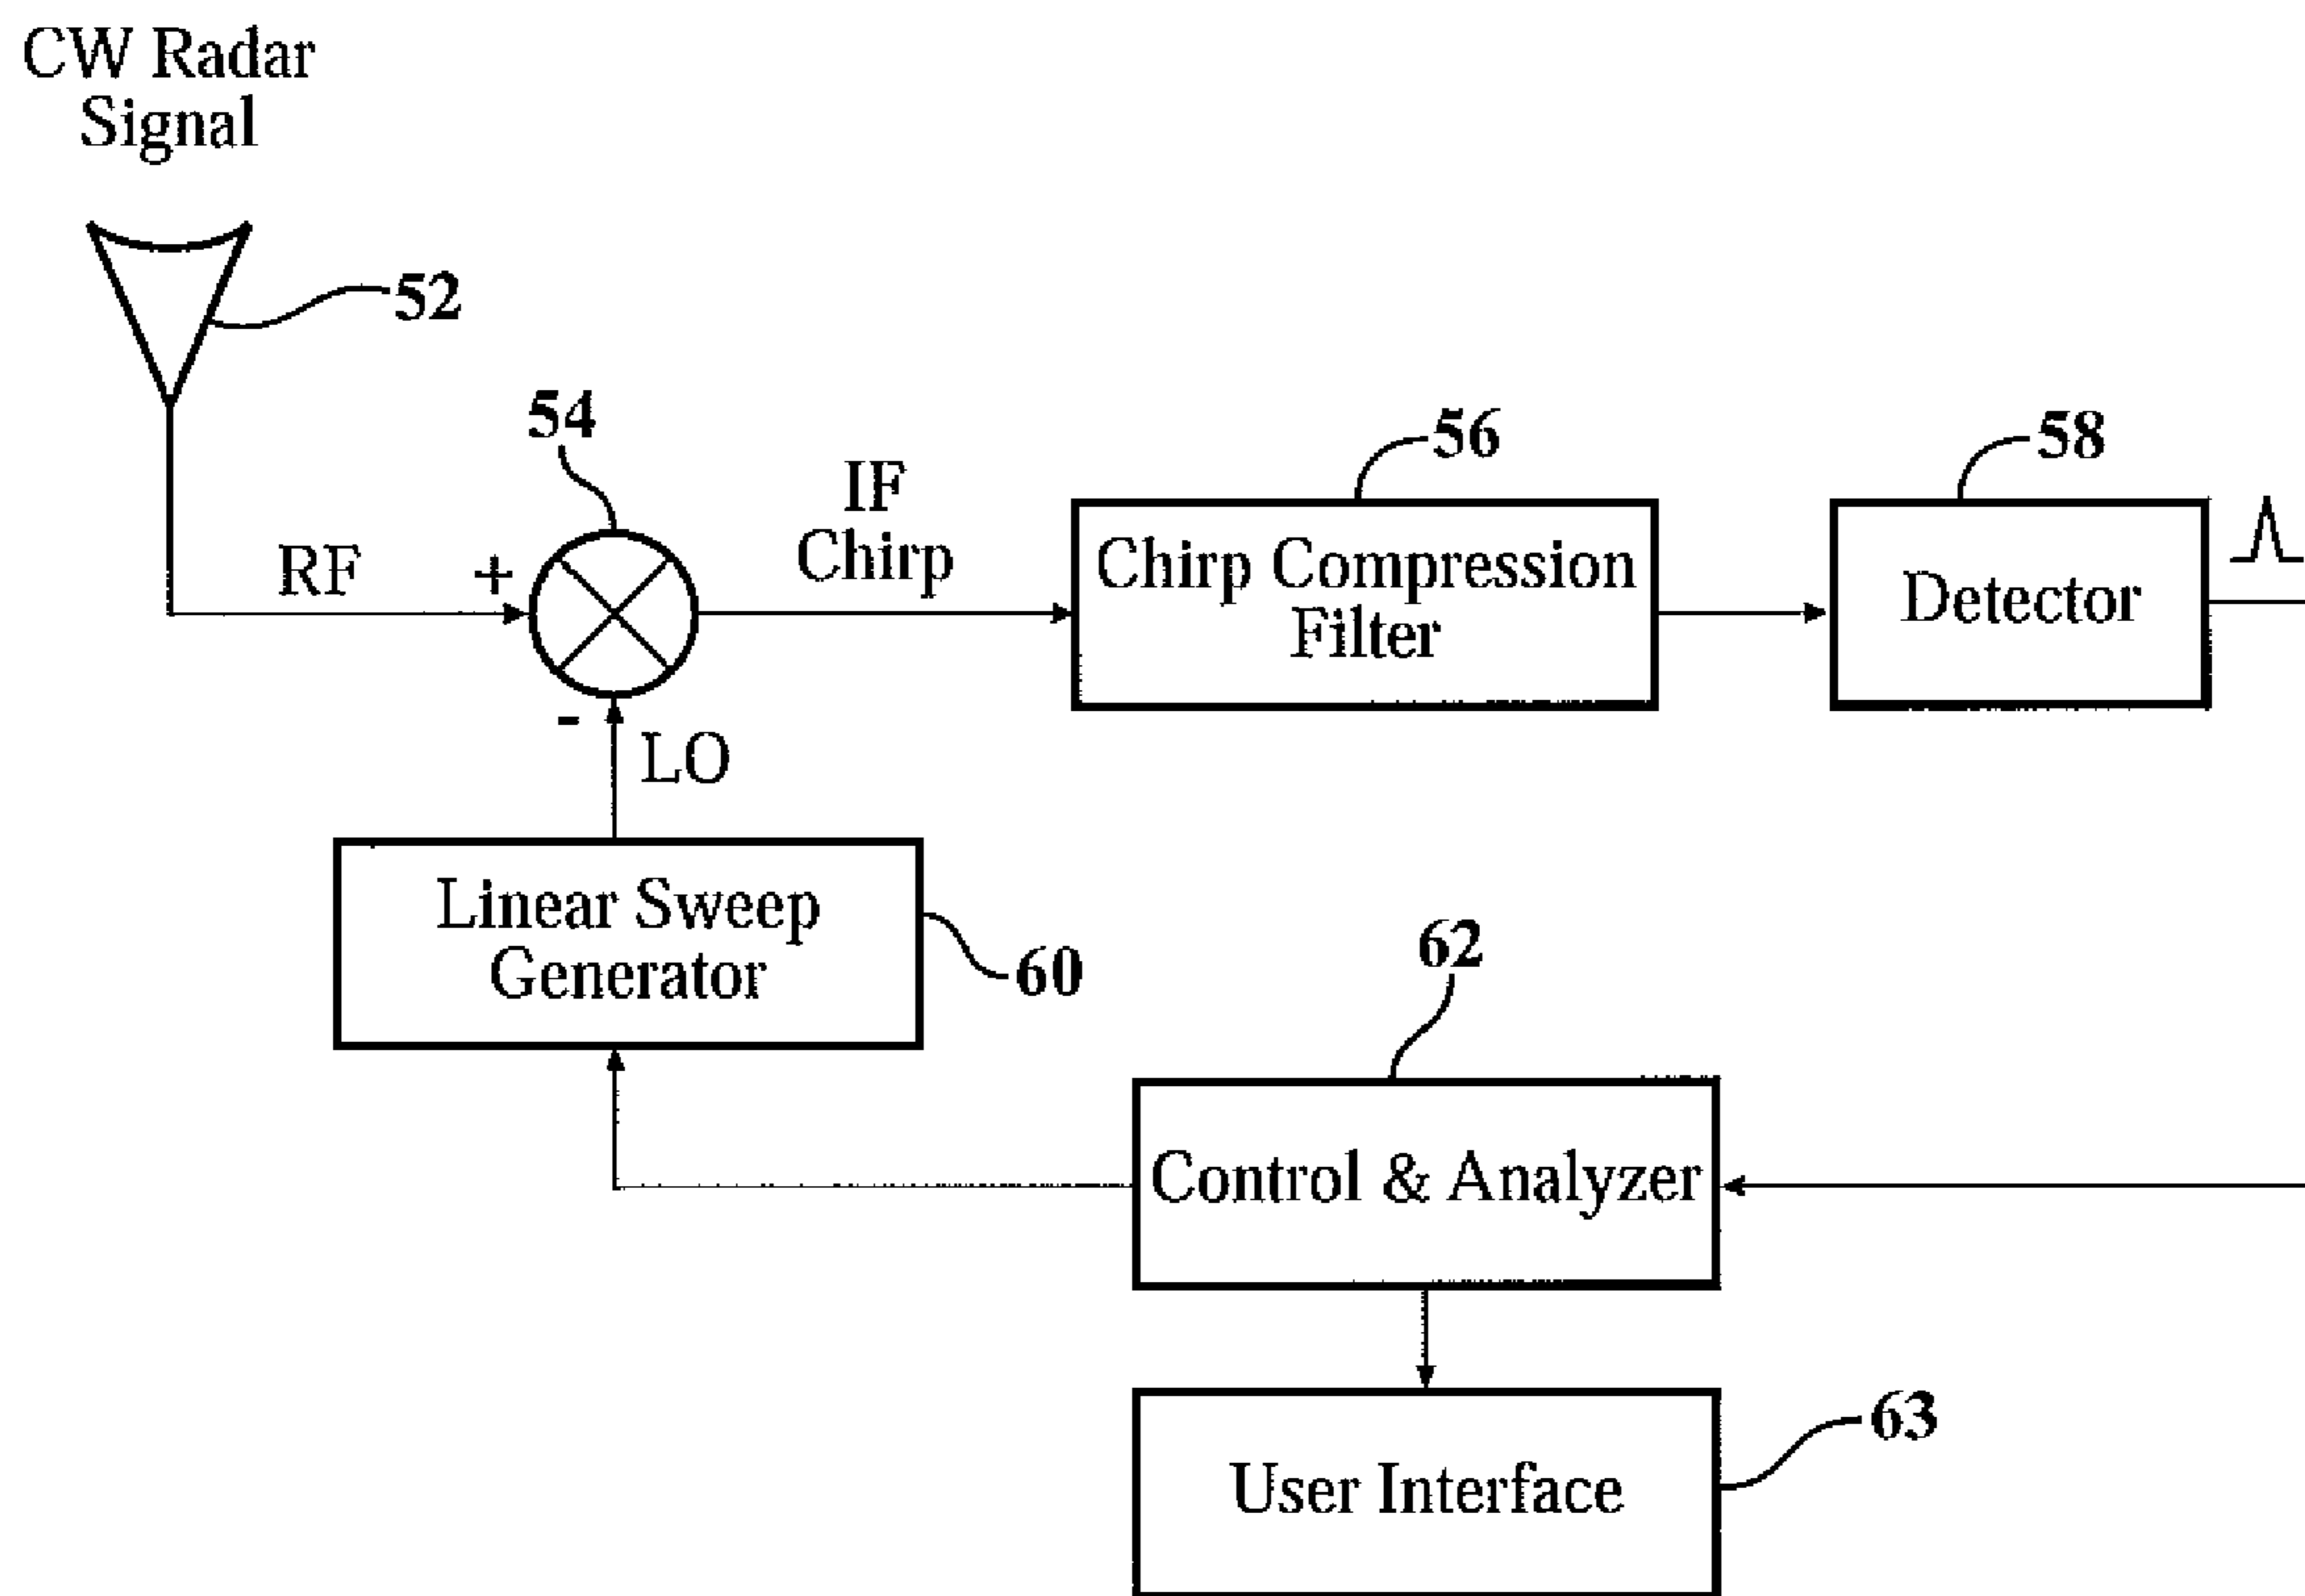 CW Radar
Signal
52
54
56
58
IF
Chirp
RF
+
Chirp Compression
Filter
Detector
-
LO
Linear Sweep
Generator
60
62
Control & Analyzer
63
User Interface